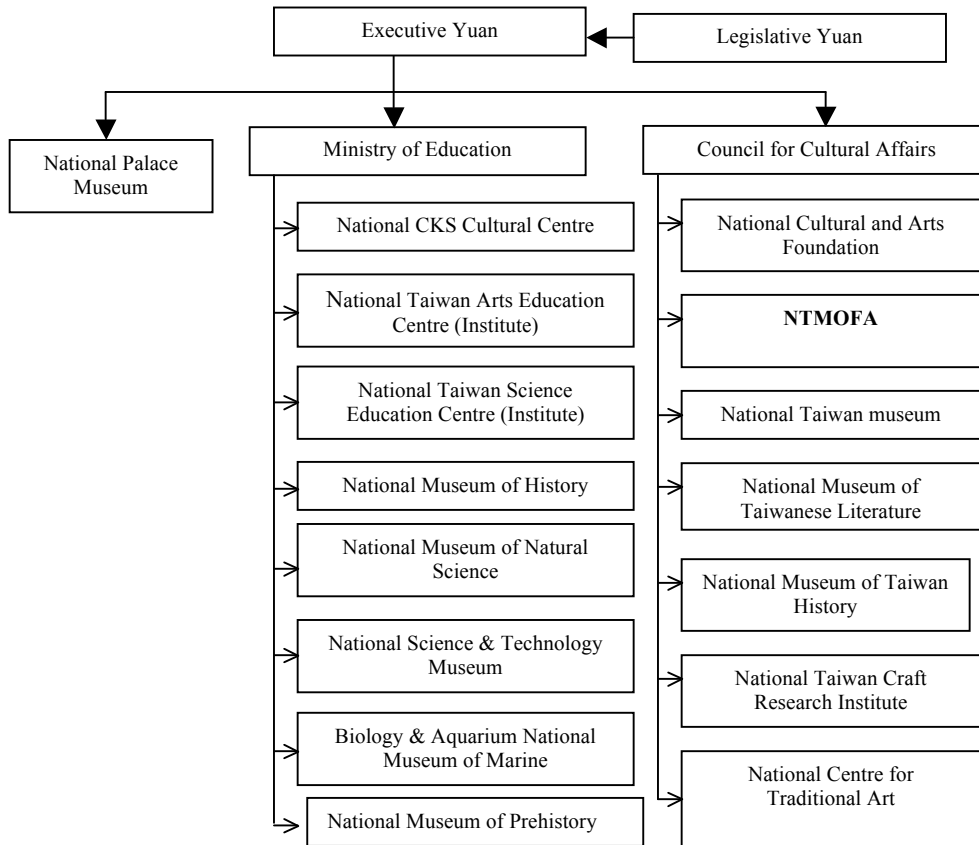 Executive Yuan
Legislative Yuan
National Palace
Museum
Ministry of Education
Council for Cultural Affairs
National CKS Cultural Centre
National Taiwan Arts Education
Centre (Institute)
National Taiwan Science
Education Centre (Institute)
National Museum of History
National Museum of Natural
Science
National Science & Technology
Museum
Biology & Aquarium National
Museum of Marine
National Museum of Prehistory
National Cultural and Arts
Foundation
NTMOFA
National Taiwan museum
National Museum of
Taiwanese Literature
National Museum of Taiwan
History
National Taiwan Craft
Research Institute
National Centre for
Traditional Art